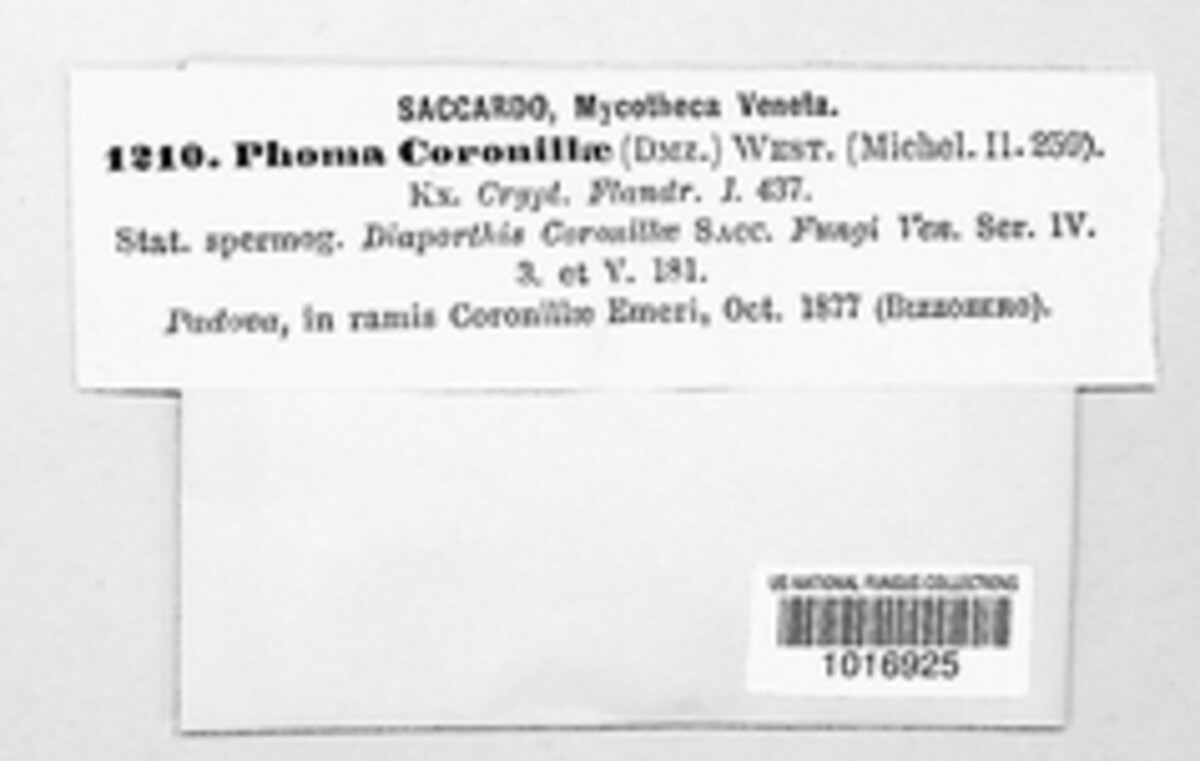 SACCARDO, Mycotheca Veneta.
1210. Phoma Coronillæ (DMZ.) WEST. (Michel. II. 259).
Kx. Crypt. Flandr. I. 437.
Stat. spermog. Diaporthis Coronillæ SACC. Fungi Ven. Ser. IV.
3. et V. 181.
Padova, in ramis Coronillæ Emeri, Oct. 1877 (BIZZOZERO).
US NATIONAL FUNGUS COLLECTIONS
1016925